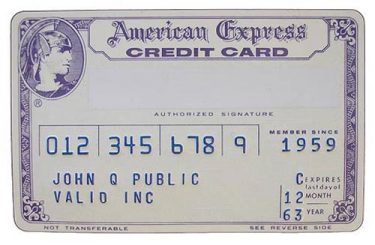 American Express
CREDIT CARD
®
AUTHORIZED SIGNATURE
012 345 678 9
MEMBER SINCE
1959
JOHN Q PUBLIC
VALIO INC
C EXPIRES
last day of
12 MONTH
63 YEAR
NOT TRANSFERABLE
SEE REVERSE SIDE